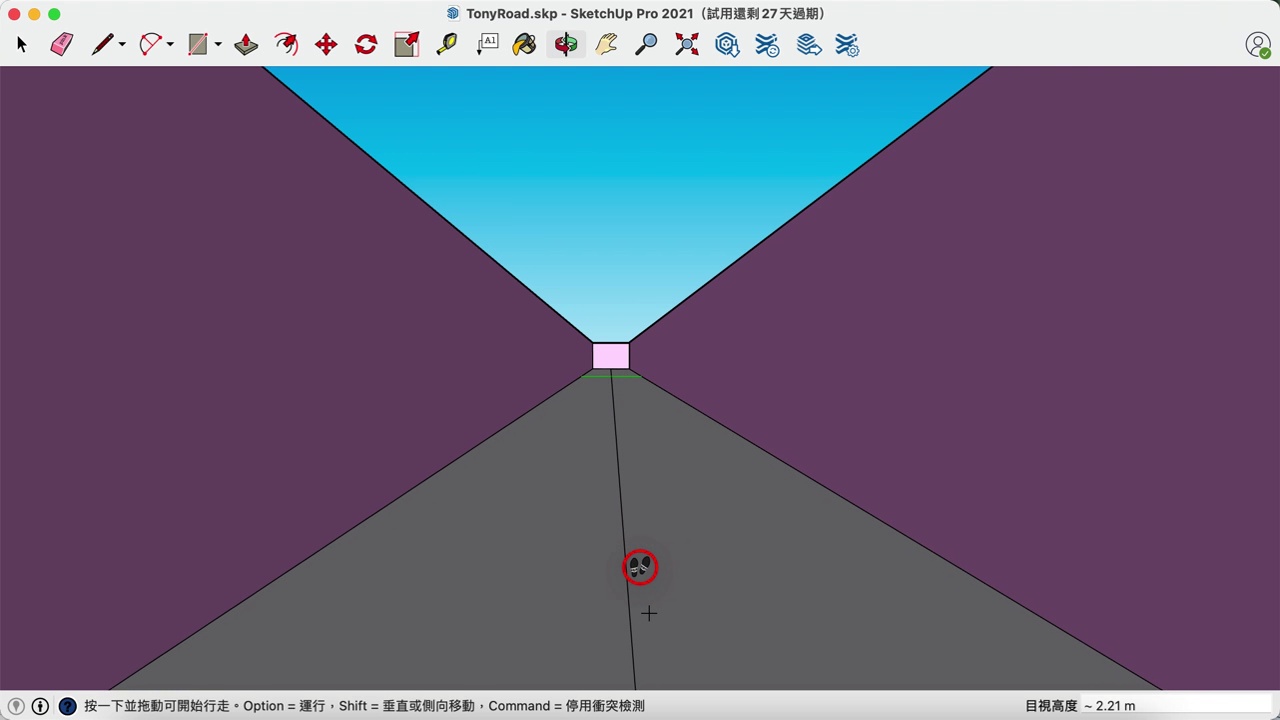 TonyRoad.skp - SketchUp Pro 2021（試用還剩 27 天過期）
A1
按一下並拖動可開始行走。Option = 運行，Shift = 垂直或側向移動，Command = 停用衝突檢測
目視高度 ~ 2.21 m